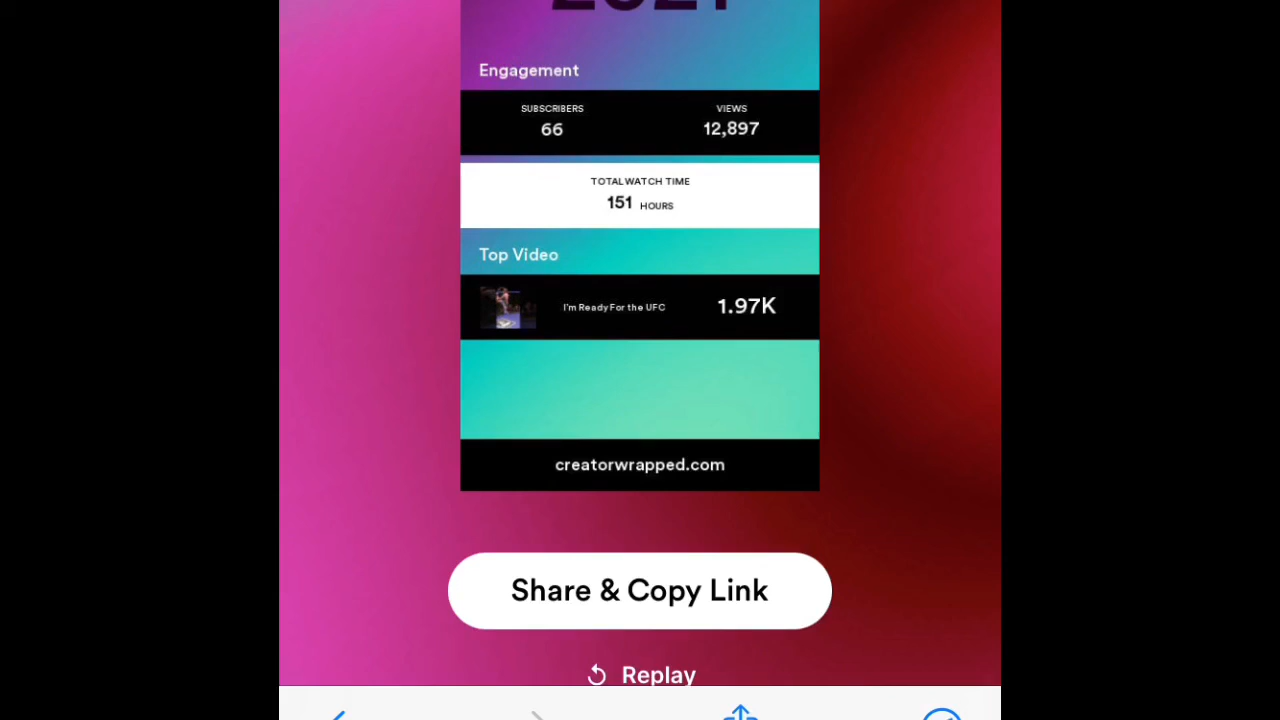 2021
Engagement
SUBSCRIBERS VIEWS
66 12,897
TOTAL WATCH TIME
151 HOURS
Top Video
I'm Ready For the UFC 1.97K
creatorwrapped.com
Share & Copy Link
Replay